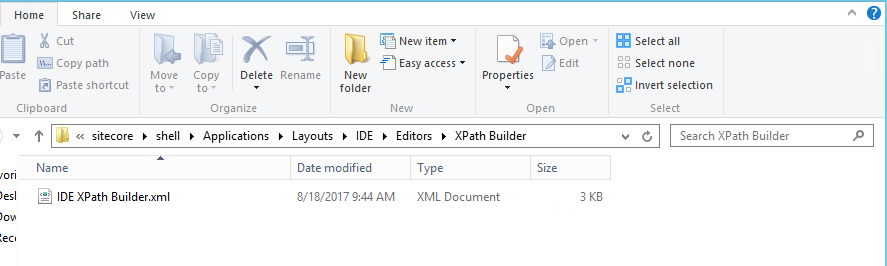 Home Share View
Cut
Copy path
Paste shortcut
Paste
Clipboard
Move to
Copy to
Delete
Rename
Organize
New folder
New item
Easy access
New
Properties
Open
Edit
Open
Select all
Select none
Invert selection
Select
« sitecore shell Applications Layouts IDE Editors XPath Builder
Search XPath Builder
Name Date modified Type Size
IDE XPath Builder.xml 8/18/2017 9:44 AM XML Document 3 KB
vori
Desl
Dow
Rece